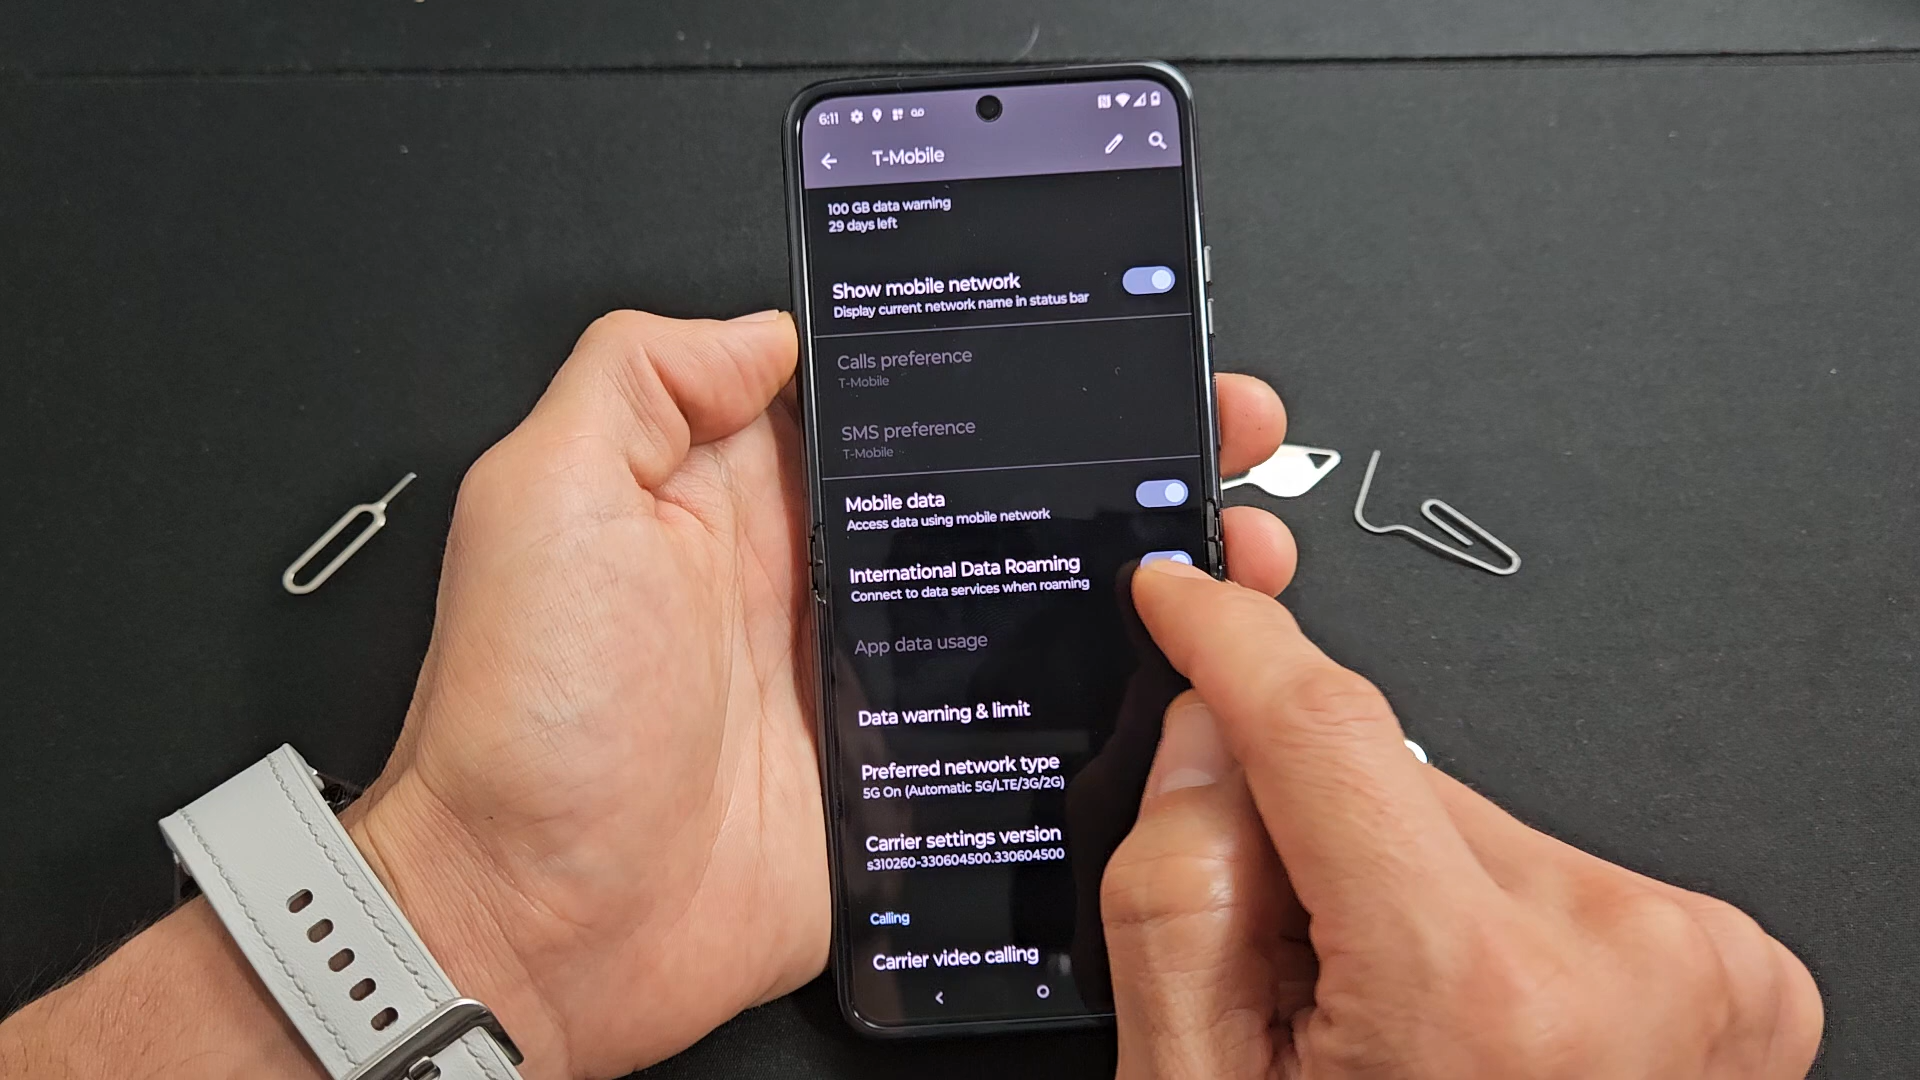 6:11
T-Mobile
100 GB data warning
29 days left
Show mobile network
Display current network name in status bar
Calls preference
T-Mobile
SMS preference
T-Mobile
Mobile data
Access data using mobile network
International Data Roaming
Connect to data services when roaming
App data usage
Data warning & limit
Preferred network type
5G On (Automatic 5G/LTE/3G/2G)
Carrier settings version
s310260-330604500.330604500
Calling
Carrier video calling